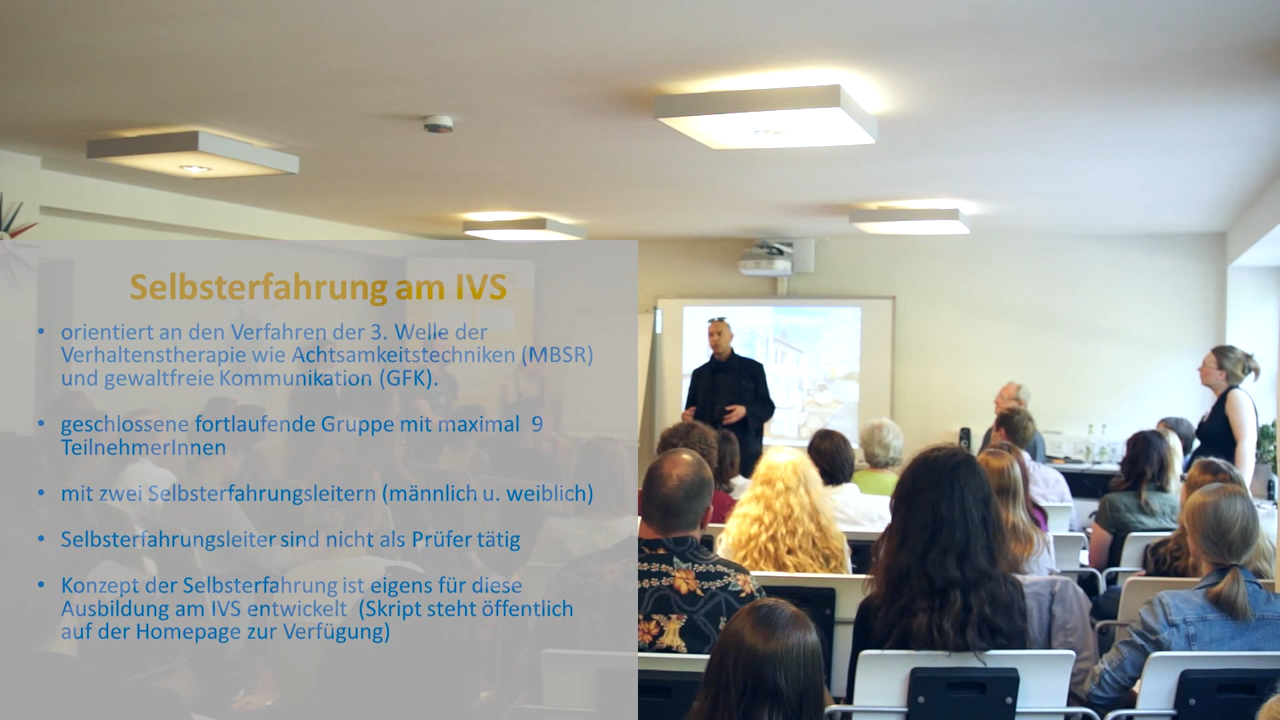 Selbsterfahrung am IVS
• orientiert an den Verfahren der 3. Welle der
Verhaltenstherapie wie Achtsamkeitstechniken (MBSR)
und gewaltfreie Kommunikation (GFK).
• geschlossene fortlaufende Gruppe mit maximal 9
TeilnehmerInnen
• mit zwei Selbsterfahrungsleitern (männlich u. weiblich)
• Selbsterfahrungsleiter sind nicht als Prüfer tätig
• Konzept der Selbsterfahrung ist eigens für diese
Ausbildung am IVS entwickelt (Skript steht öffentlich
auf der Homepage zur Verfügung)